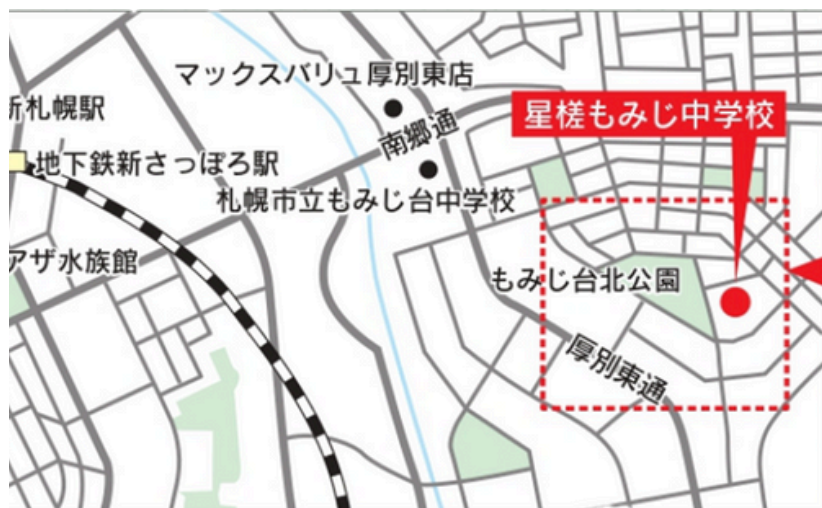 マックスバリュ厚別東店
新札幌駅
星槎もみじ中学校
南郷通
地下鉄新さっぽろ駅
札幌市立もみじ台中学校
アザ水族館
もみじ台北公園
厚別東通